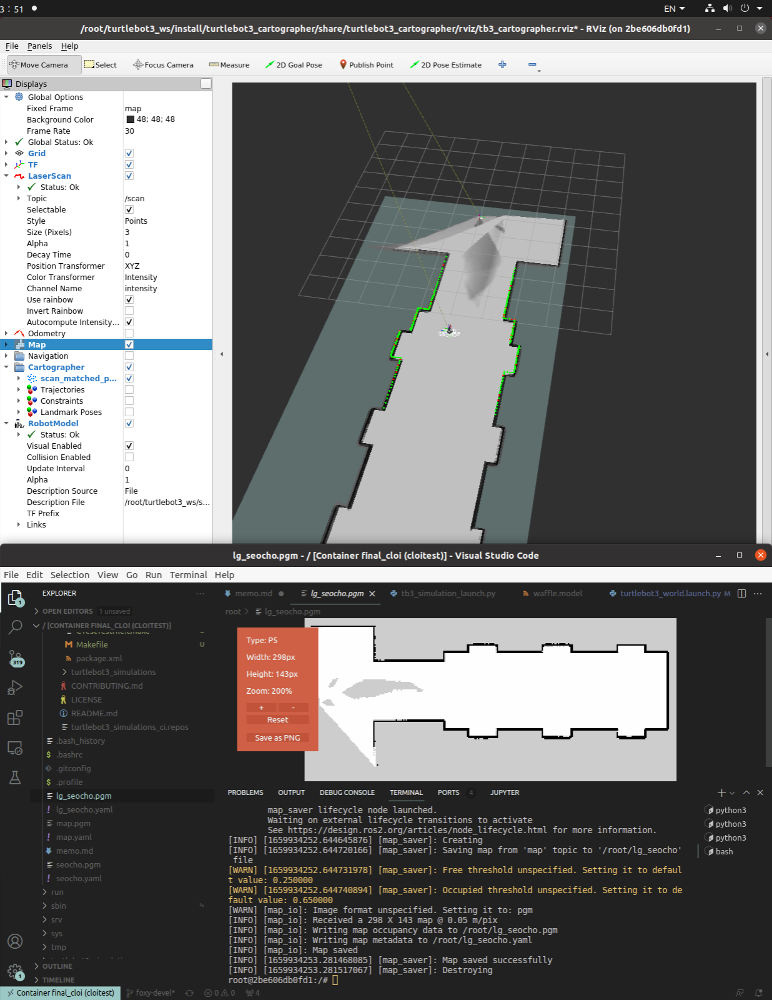 3 : 51
EN
/root/turtlebot3_ws/install/turtlebot3_cartographer/share/turtlebot3_cartographer/rviz/tb3_cartographer.rviz* - RViz (on 2be606db0fd1)
File Panels Help
Move Camera Select Focus Camera Measure 2D Goal Pose Publish Point 2D Pose Estimate
Displays
Global Options
Fixed Frame map
Background Color 48; 48; 48
Frame Rate 30
Global Status: Ok
Grid
TF
LaserScan
Status: Ok
Topic /scan
Selectable
Style Points
Size (Pixels) 3
Alpha 1
Decay Time 0
Position Transformer XYZ
Color Transformer Intensity
Channel Name intensity
Use rainbow
Invert Rainbow
Autocompute Intensity...
Odometry
Map
Navigation
Cartographer
scan_matched_p...
Trajectories
Constraints
Landmark Poses
RobotModel
Status: Ok
Visual Enabled
Collision Enabled
Update Interval 0
Alpha 1
Description Source File
Description File /root/turtlebot3_ws/s...
TF Prefix
Links
lg_seocho.pgm - / [Container final_cloi (cloitest)] - Visual Studio Code
File Edit Selection View Go Run Terminal Help
EXPLORER
memo.md lg_seocho.pgm tb3_simulation_launch.py waffle.model turtlebot3_world.launch.py M
OPEN EDITORS 1 unsaved
root > lg_seocho.pgm
/ [CONTAINER FINAL_CLOI (CLOITEST)]
Makefile U
package.xml
turtlebot3_simulations
CONTRIBUTING.md
LICENSE
README.md
turtlebot3_simulations_ci.repos
.bash_history
.bashrc
.gitconfig
.profile
lg_seocho.pgm
lg_seocho.yaml
map.pgm
map.yaml
memo.md
seocho.pgm
seocho.yaml
run
sbin
srv
sys
tmp
OUTLINE
TIMELINE
1
319
1
Type: P5
Width: 298px
Height: 143px
Zoom: 200%
+ -
Reset
Save as PNG
PROBLEMS OUTPUT DEBUG CONSOLE TERMINAL PORTS 4 JUPYTER
map_saver lifecycle node launched.
Waiting on external lifecycle transitions to activate
See https://design.ros2.org/articles/node_lifecycle.html for more information.
[INFO] [1659934252.644645876] [map_saver]: Creating
[INFO] [1659934252.644720166] [map_saver]: Saving map from 'map' topic to '/root/lg_seocho'
file
[WARN] [1659934252.644731978] [map_saver]: Free threshold unspecified. Setting it to defaul
t value: 0.250000
[WARN] [1659934252.644740894] [map_saver]: Occupied threshold unspecified. Setting it to de
fault value: 0.650000
[WARN] [map_io]: Image format unspecified. Setting it to: pgm
[INFO] [map_io]: Received a 298 X 143 map @ 0.05 m/pix
[INFO] [map_io]: Writing map occupancy data to /root/lg_seocho.pgm
[INFO] [map_io]: Writing map metadata to /root/lg_seocho.yaml
[INFO] [map_io]: Map saved
[INFO] [1659934253.281468085] [map_saver]: Map saved successfully
[INFO] [1659934253.281517067] [map_saver]: Destroying
root@2be606db0fd1:/#
python3
python3
python3
bash
Container final_cloi (cloitest) foxy-devel* 0 0 4